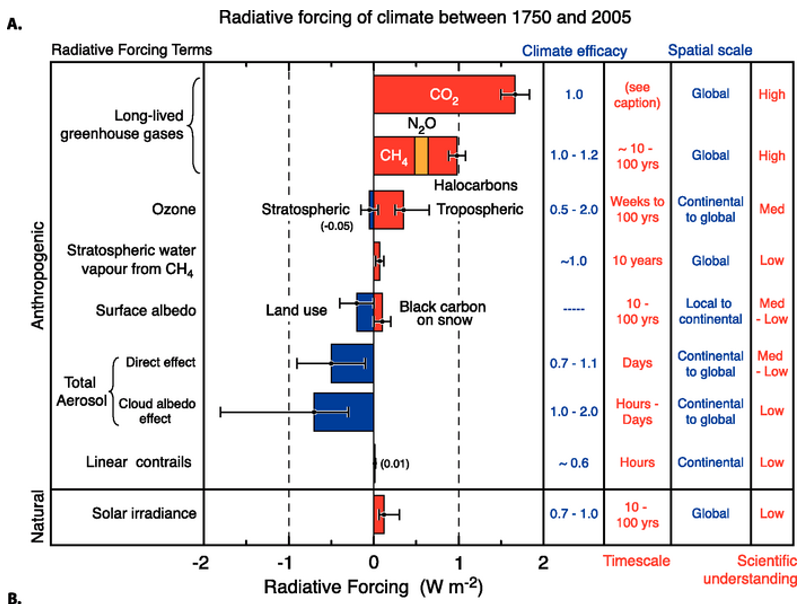 A.
Radiative forcing of climate between 1750 and 2005
Radiative Forcing Terms
Climate efficacy
Spatial scale
Anthropogenic
Long-lived
greenhouse gases
CO2
1.0
(see
caption)
Global
High
N2O
CH4
Halocarbons
1.0 - 1.2
~ 10 -
100 yrs
Global
High
Ozone
Stratospheric
(-0.05)
Tropospheric
0.5 - 2.0
Weeks to
100 yrs
Continental
to global
Med
Stratospheric water
vapour from CH4
~1.0
10 years
Global
Low
Surface albedo
Land use
Black carbon
on snow
-----
10 -
100 yrs
Local to
continental
Med
- Low
Total
Aerosol
Direct effect
0.7 - 1.1
Days
Continental
to global
Med
- Low
Cloud albedo
effect
1.0 - 2.0
Hours -
Days
Continental
to global
Low
Linear contrails
(0.01)
~ 0.6
Hours
Continental
Low
Natural
Solar irradiance
0.7 - 1.0
10 -
100 yrs
Global
Low
-2
-1
0
1
2
Timescale
Scientific
understanding
Radiative Forcing (W m-2)
B.